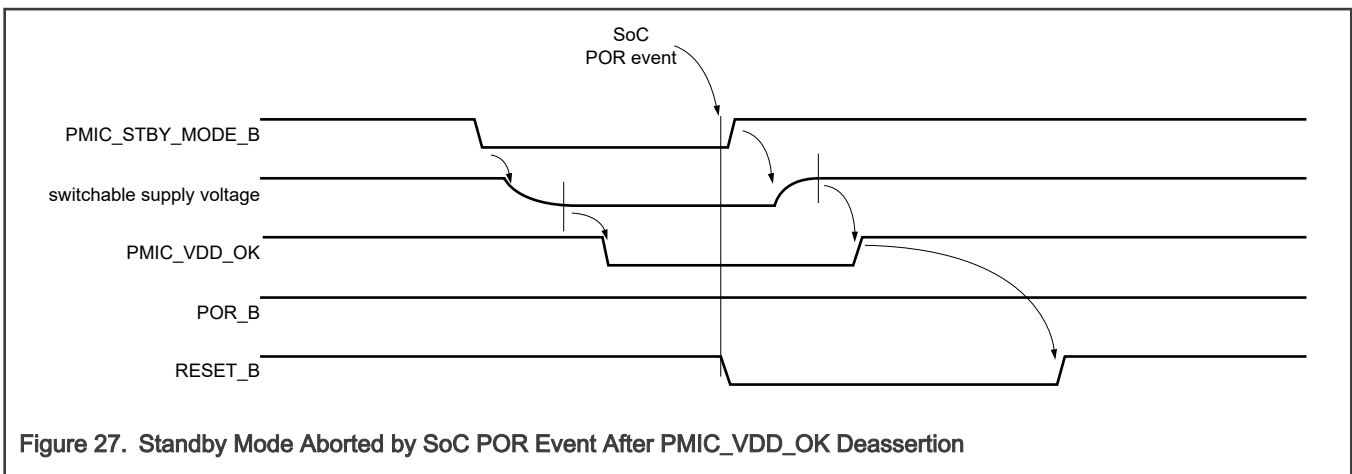 SoC
POR event
PMIC_STBY_MODE_B
switchable supply voltage
PMIC_VDD_OK
POR_B
RESET_B
Figure 27. Standby Mode Aborted by SoC POR Event After PMIC_VDD_OK Deassertion